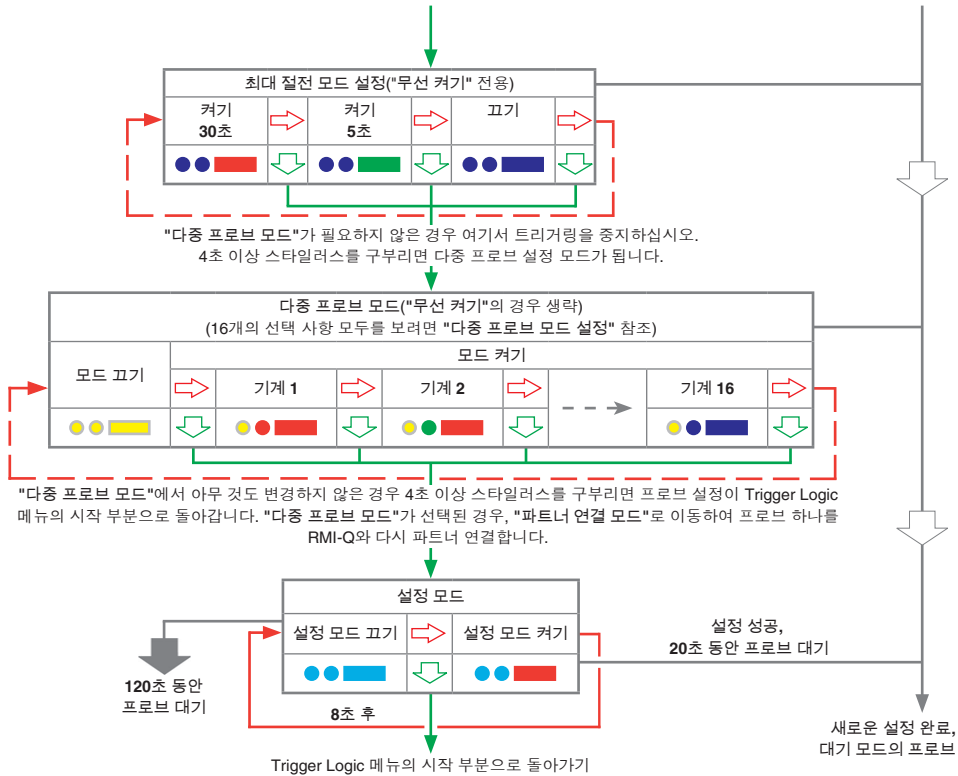 최대 절전 모드 설정("무선 켜기" 전용)
켜기
30초
켜기
5초
끄기
"다중 프로브 모드"가 필요하지 않은 경우 여기서 트리거링을 중지하십시오.
4초 이상 스타일러스를 구부리면 다중 프로브 설정 모드가 됩니다.
다중 프로브 모드("무선 켜기"의 경우 생략)
(16개의 선택 사항 모두를 보려면 "다중 프로브 모드 설정" 참조)
모드 끄기
모드 켜기
기계 1
기계 2
기계 16
"다중 프로브 모드"에서 아무 것도 변경하지 않은 경우 4초 이상 스타일러스를 구부리면 프로브 설정이 Trigger Logic
메뉴의 시작 부분으로 돌아갑니다. "다중 프로브 모드"가 선택된 경우, "파트너 연결 모드"로 이동하여 프로브 하나를
RMI-Q와 다시 파트너 연결합니다.
설정 모드
설정 모드 끄기
설정 모드 켜기
설정 성공,
20초 동안 프로브 대기
120초 동안
프로브 대기
8초 후
새로운 설정 완료,
대기 모드의 프로브
Trigger Logic 메뉴의 시작 부분으로 돌아가기